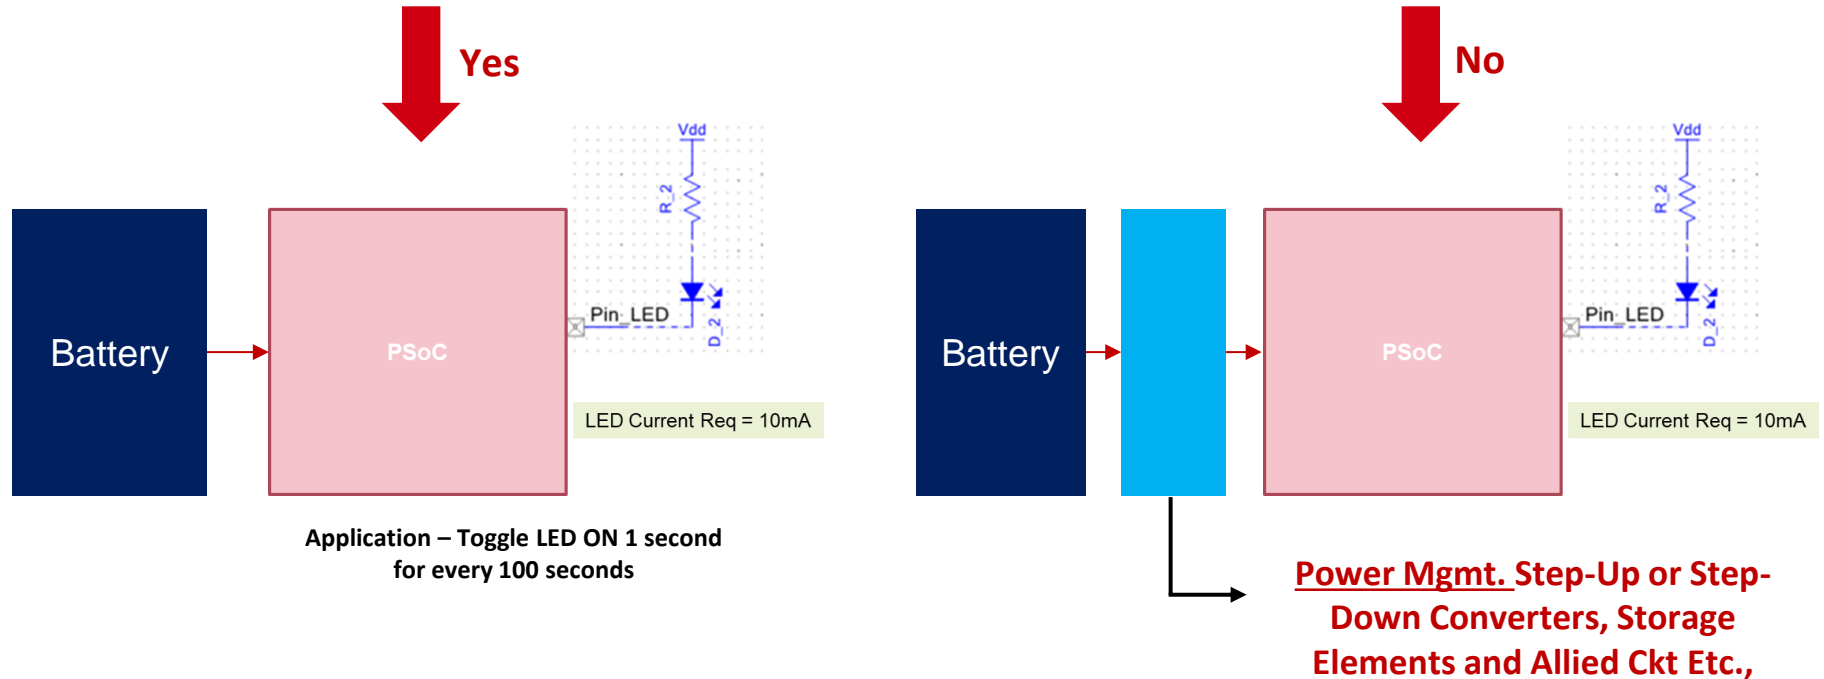 Yes
Vdd
R_2
Pin_LED
D_2
Battery
PSoC
LED Current Req = 10mA
Application – Toggle LED ON 1 second
for every 100 seconds
No
Vdd
R_2
Pin_LED
D_2
Battery
PSoC
LED Current Req = 10mA
Power Mgmt. Step-Up or Step-
Down Converters, Storage
Elements and Allied Ckt Etc.,